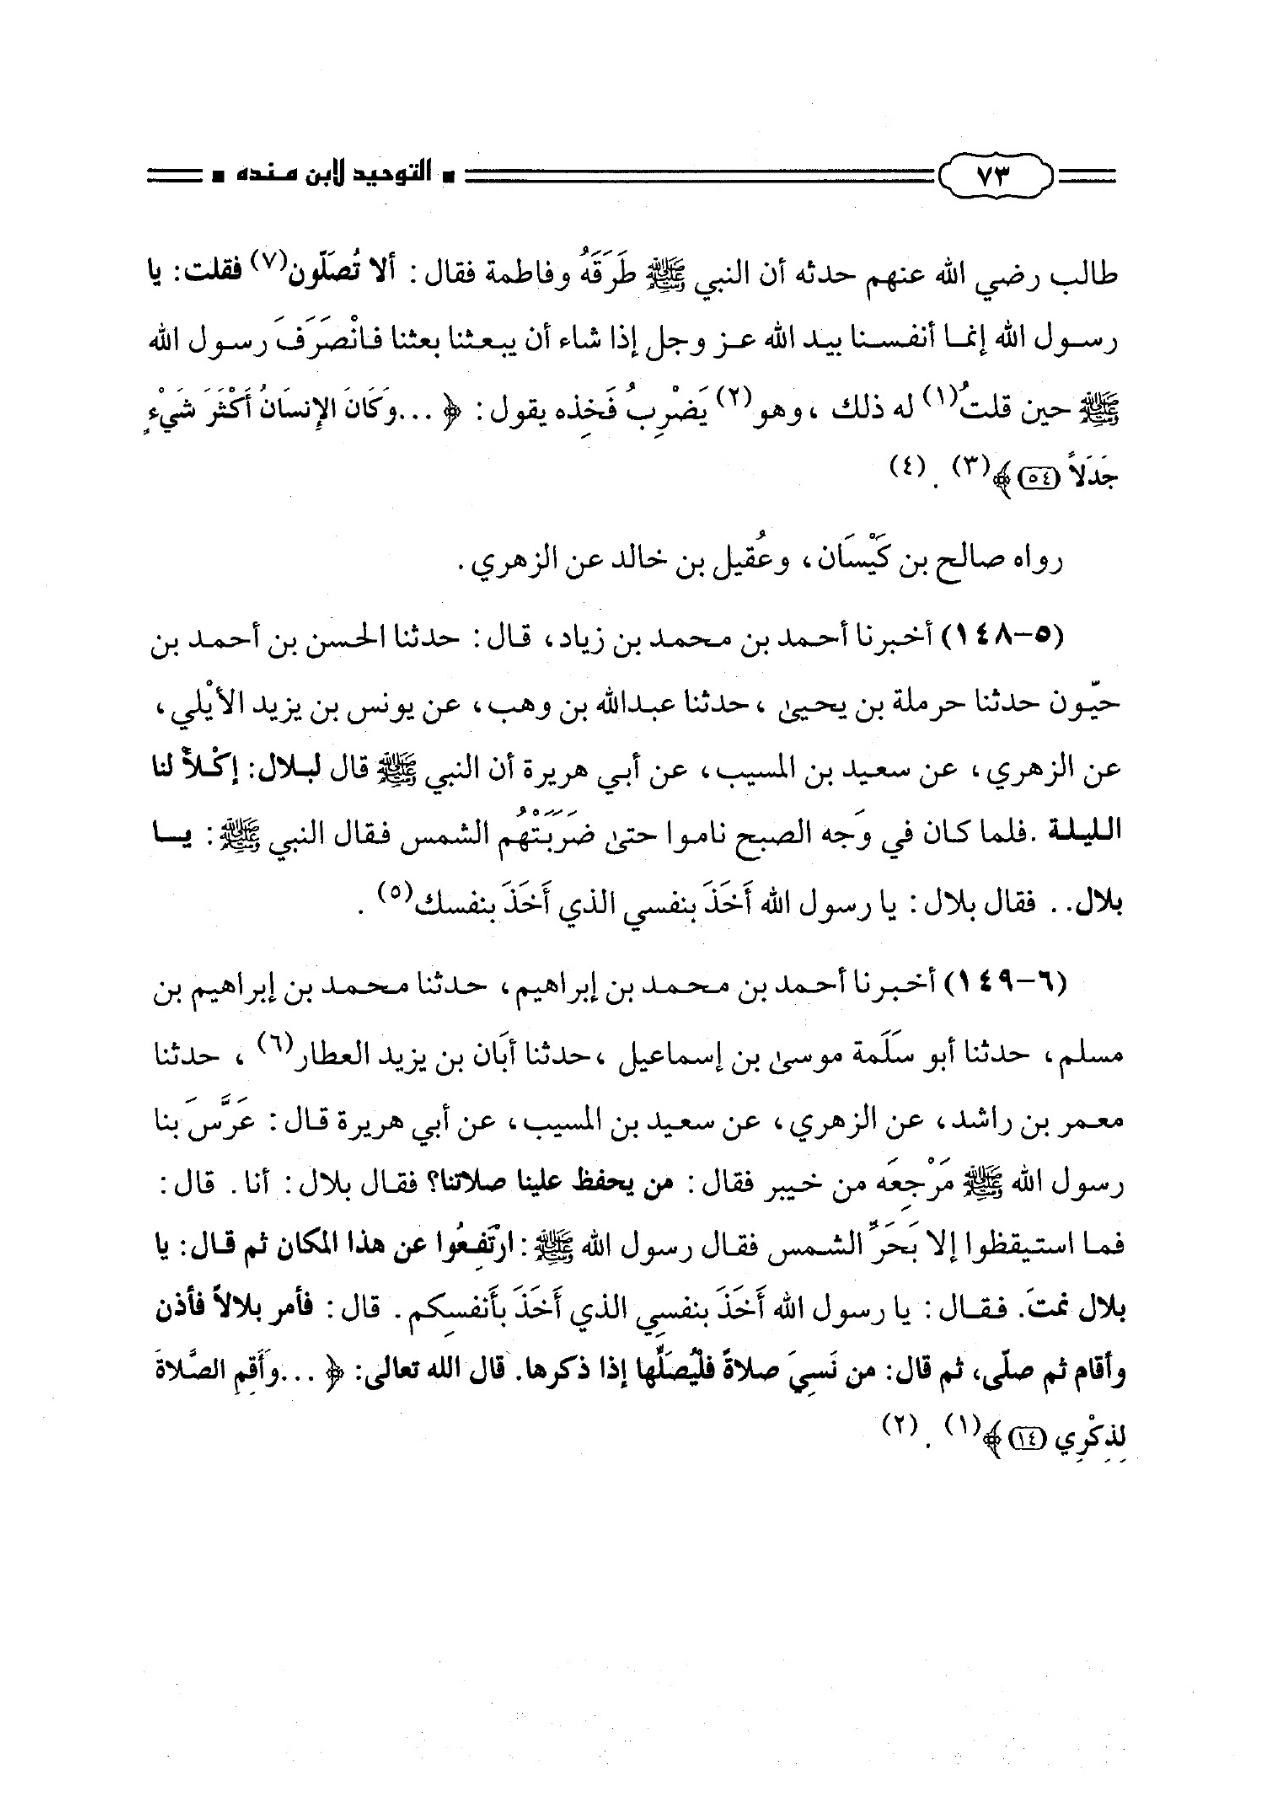 ٧٣ ■ التوحيد لابن منده ■
طالب رضي الله عنهم حدثه أن النبي ﷺ طَرَقَهُ وفاطمة فقال: ألا تُصَلّون(٧) فقلت: يا
رسول الله إنما أنفسنا بيد الله عز وجل إذا شاء أن يبعثنا بعثنا فانْصَرَفَ رسول الله
ﷺ حين قلتُ(١) له ذلك ، وهو(٢) يَضْرِبُ فَخِذه يقول: ﴿ ...وَكَانَ الإِنسَانُ أَكْثَرَ شَيْءٍ
جَدَلاً (٥٤)﴾(٣) . (٤)
رواه صالح بن كَيْسَان، وعُقيل بن خالد عن الزهري.
(٥-١٤٨) أخبرنا أحمد بن محمد بن زياد، قال: حدثنا الحسن بن أحمد بن
حيّون حدثنا حرملة بن يحيىٰ ، حدثنا عبدالله بن وهب، عن يونس بن يزيد الأيْلي،
عن الزهري، عن سعيد بن المسيب، عن أبي هريرة أن النبي ﷺ قال لبلال: إكْلأْ لنا
الليلة .فلما كان في وَجه الصبح ناموا حتىٰ ضَرَبَتْهُم الشمس فقال النبي ﷺ: يا
بلال.. فقال بلال: يا رسول الله أَخَذَ بنفسي الذي أَخَذَ بنفسك(٥) .
(٦-١٤٩) أخبرنا أحمد بن محمد بن إبراهيم، حدثنا محمد بن إبراهيم بن
مسلم، حدثنا أبو سَلَمة موسىٰ بن إسماعيل ، حدثنا أبَان بن يزيد العطار(٦) ، حدثنا
معمر بن راشد، عن الزهري، عن سعيد بن المسيب، عن أبي هريرة قال: عَرَّسَ بنا
رسول الله ﷺ مَرْجِعَه من خيبر فقال: من يحفظ علينا صلاتنا؟ فقال بلال: أنا. قال:
فما استيقظوا إلا بَحَرِّ الشمس فقال رسول الله ﷺ: ارْتَفِعُوا عن هذا المكان ثم قال: يا
بلال نمتَ. فقال: يا رسول الله أَخَذَ بنفسِي الذي أَخَذَ بأَنفسِكم. قال: فأمر بلالاً فأذن
وأقام ثم صلّى، ثم قال: من نَسِيَ صلاةً فلْيُصَلِّها إذا ذكرها. قال الله تعالى: ﴿ ...وَأَقِمِ الصَّلاةَ
لِذِكْرِي (١٤)﴾(١) . (٢)